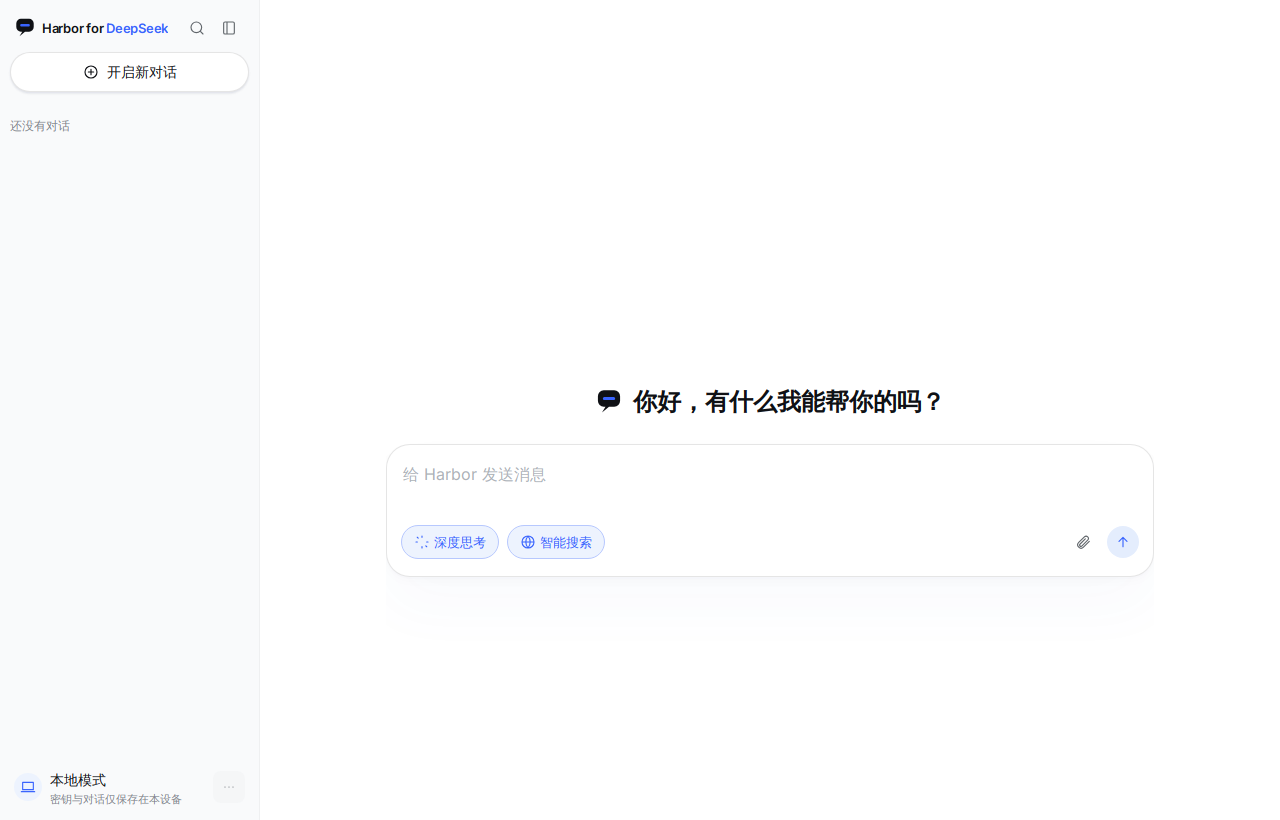 Harbor for DeepSeek
开启新对话
还没有对话
你好，有什么我能帮你的吗？
给 Harbor 发送消息
深度思考
智能搜索
本地模式
密钥与对话仅保存在本设备